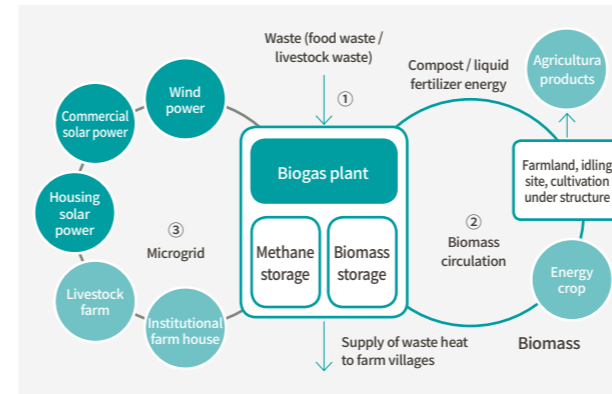 Waste (food waste /
livestock waste)
①
Compost / liquid
fertilizer energy
Agricultura
products
Wind
power
Commercial
solar power
Housing
solar
power
③
Microgrid
Livestock
farm
Institutional
farm house
Biogas plant
Methane
storage
Biomass
storage
②
Biomass
circulation
Farmland, idling
site, cultivation
under structure
Energy
crop
Biomass
Supply of waste heat
to farm villages